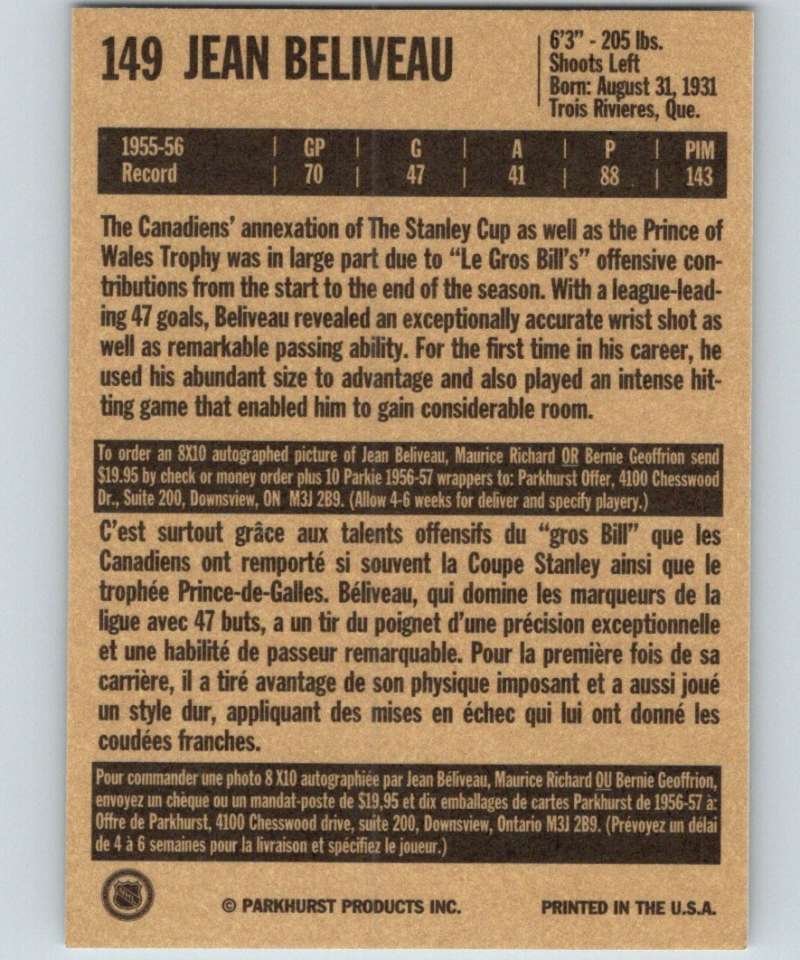 149 JEAN BELIVEAU
6'3" - 205 lbs.
Shoots Left
Born: August 31, 1931
Trois Rivieres, Que.
1955-56 | GP | G | A | P | PIM
Record | 70 | 47 | 41 | 88 | 143
The Canadiens' annexation of The Stanley Cup as well as the Prince of
Wales Trophy was in large part due to "Le Gros Bill's" offensive con-
tributions from the start to the end of the season. With a league-lead-
ing 47 goals, Beliveau revealed an exceptionally accurate wrist shot as
well as remarkable passing ability. For the first time in his career, he
used his abundant size to advantage and also played an intense hit-
ting game that enabled him to gain considerable room.
To order an 8X10 autographed picture of Jean Beliveau, Maurice Richard OR Bernie Geoffrion send
$19.95 by check or money order plus 10 Parkie 1956-57 wrappers to: Parkhurst Offer, 4100 Chesswood
Dr., Suite 200, Downsview, ON M3J 2B9. (Allow 4-6 weeks for deliver and specify playery.)
C'est surtout grâce aux talents offensifs du "gros Bill" que les
Canadiens ont remporté si souvent la Coupe Stanley ainsi que le
trophée Prince-de-Galles. Béliveau, qui domine les marqueurs de la
ligue avec 47 buts, a un tir du poignet d'une précision exceptionnelle
et une habilité de passeur remarquable. Pour la première fois de sa
carrière, il a tiré avantage de son physique imposant et a aussi joué
un style dur, appliquant des mises en échec qui lui ont donné les
coudées franches.
Pour commander une photo 8 X10 autographiée par Jean Béliveau, Maurice Richard OU Bernie Geoffrion,
envoyez un chèque ou un mandat-poste de $19,95 et dix emballages de cartes Parkhurst de 1956-57 à:
Offre de Parkhurst, 4100 Chesswood drive, suite 200, Downsview, Ontario M3J 2B9. (Prévoyez un délai
de 4 à 6 semaines pour la livraison et spécifiez le joueur.)
NHL
© PARKHURST PRODUCTS INC.
PRINTED IN THE U.S.A.